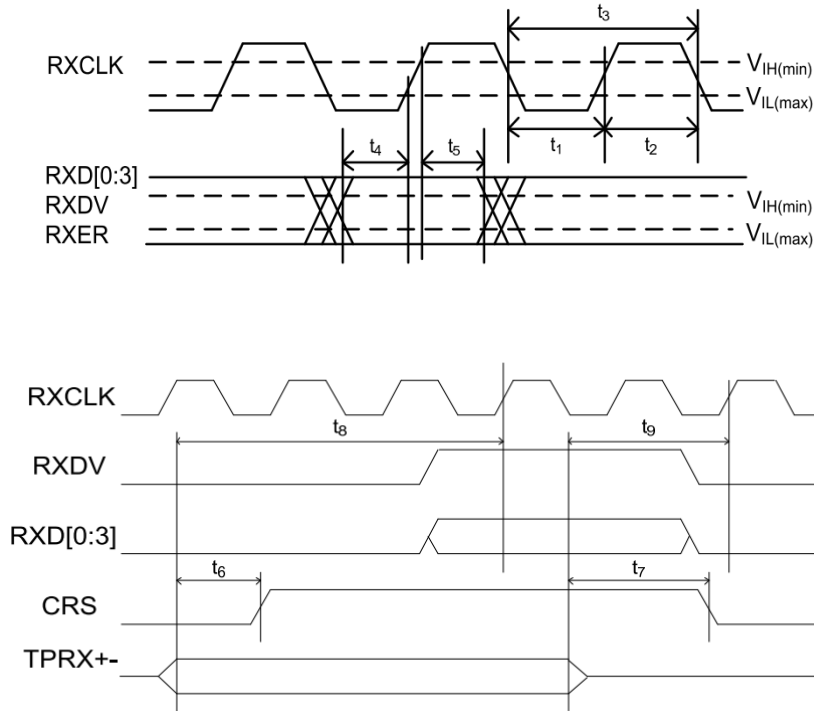 t3
RXCLK
VIH(min)
VIL(max)
t4
t5
t1
t2
RXD[0:3]
RXDV
VIH(min)
RXER
VIL(max)
RXCLK
t8
t9
RXDV
RXD[0:3]
t6
t7
CRS
TPRX+-